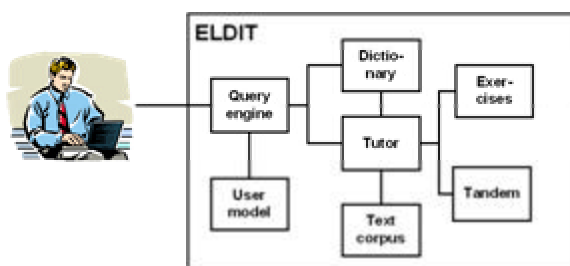 ELDIT
Dictio-
nary
Exer-
cises
Query
engine
Tutor
User
model
Tandem
Text
corpus